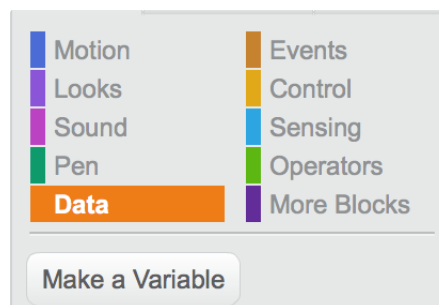 Motion
Events
Looks
Control
Sound
Sensing
Pen
Operators
Data
More Blocks
Make a Variable